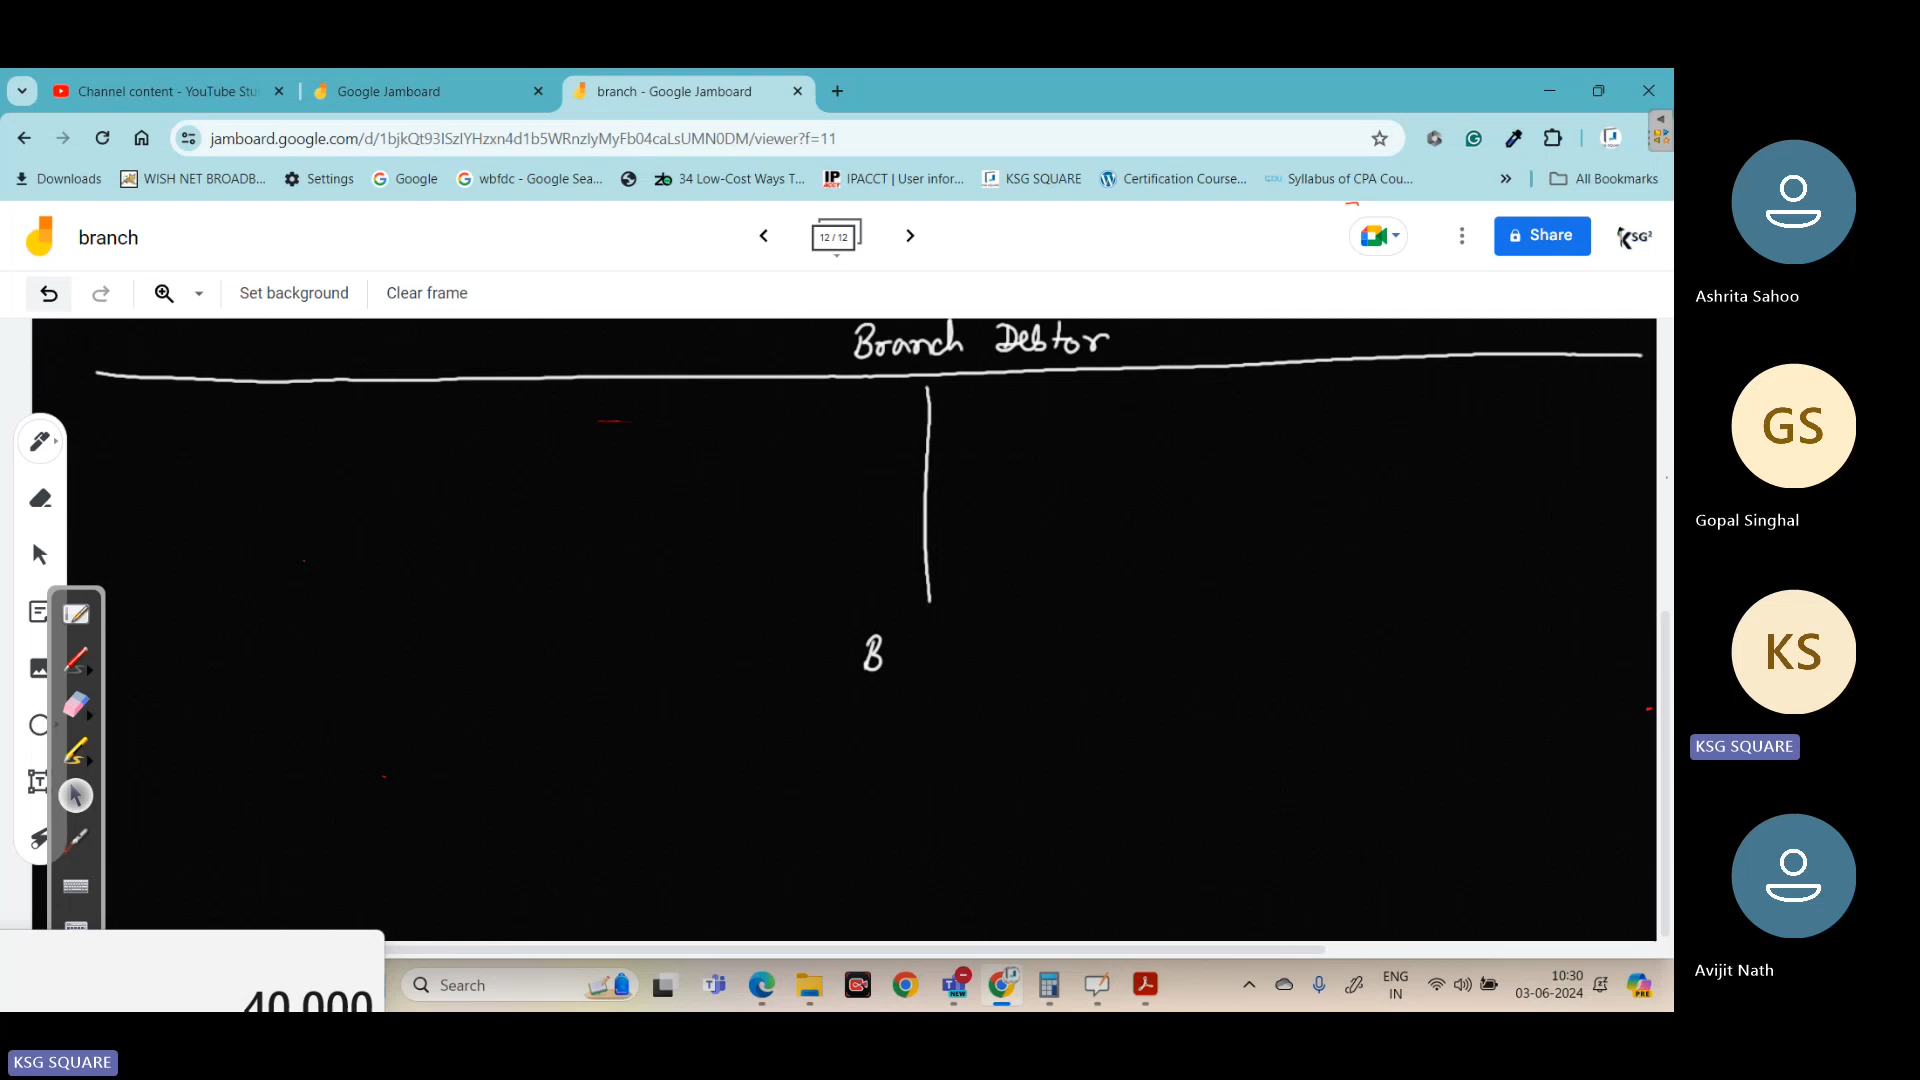 Channel content - YouTube Stu
Google Jamboard
branch - Google Jamboard
jamboard.google.com/d/1bjkQt93ISzIYHzxn4d1b5WRnzIyMyFb04caLsUMN0DM/viewer?f=11
Downloads
WISH NET BROADB...
Settings
Google
wbfdc - Google Sea...
34 Low-Cost Ways T...
IPACCT | User infor...
KSG SQUARE
Certification Course...
Syllabus of CPA Cou...
All Bookmarks
branch
12 / 12
Share
KSG²
Set background
Clear frame
Branch Debtor
B
40,000
Search
ENG
IN
10:30
03-06-2024
Ashrita Sahoo
GS
Gopal Singhal
KS
KSG SQUARE
Avijit Nath
KSG SQUARE